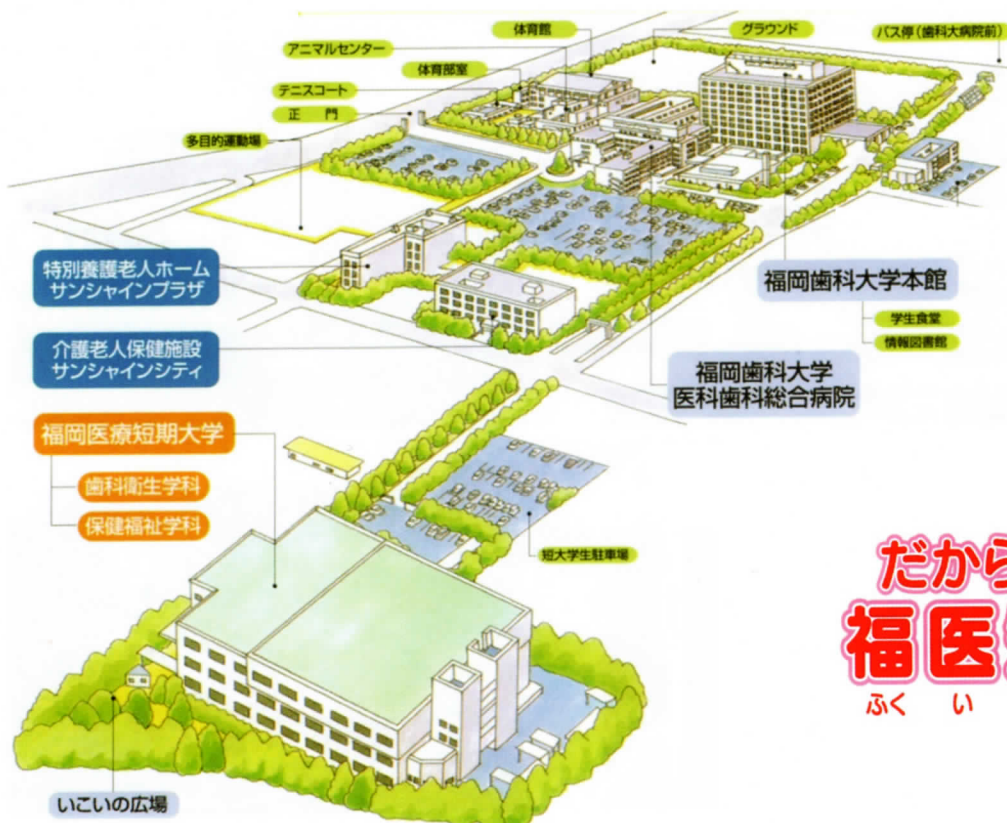 体育館
グラウンド
バス停(歯科大病院前)
アニマルセンター
体育部室
テニスコート
正 門
多目的運動場
特別養護老人ホーム
サンシャインプラザ
福岡歯科大学本館
学生食堂
情報図書館
介護老人保健施設
サンシャインシティ
福岡歯科大学
医科歯科総合病院
福岡医療短期大学
歯科衛生学科
保健福祉学科
短大学生駐車場
だから
福医
ふく い
いこいの広場